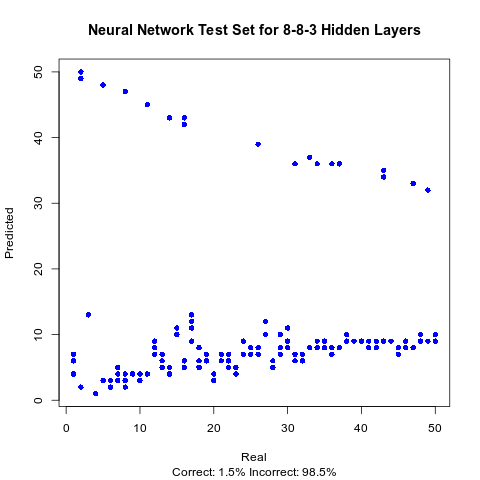 Neural Network Test Set for 8-8-3 Hidden Layers
Predicted
50
40
30
20
10
0
0 10 20 30 40 50
Real
Correct: 1.5% Incorrect: 98.5%